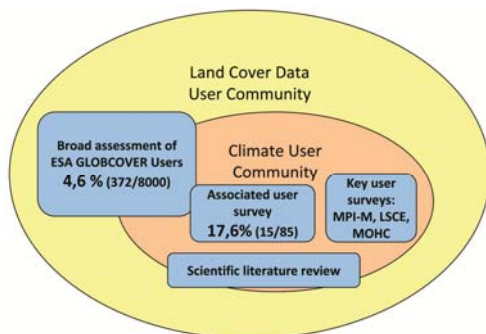 Land Cover Data
User Community
Broad assessment of
ESA GLOBCOVER Users
4,6 % (372/8000)
Climate User
Community
Associated user
survey
17,6% (15/85)
Key user
surveys:
MPI-M, LSCE,
MOHC
Scientific literature review